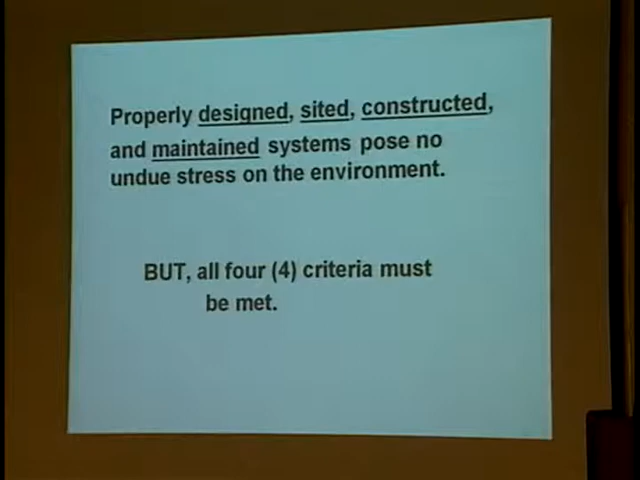 Properly designed, sited, constructed,
and maintained systems pose no
undue stress on the environment.
BUT, all four (4) criteria must
be met.